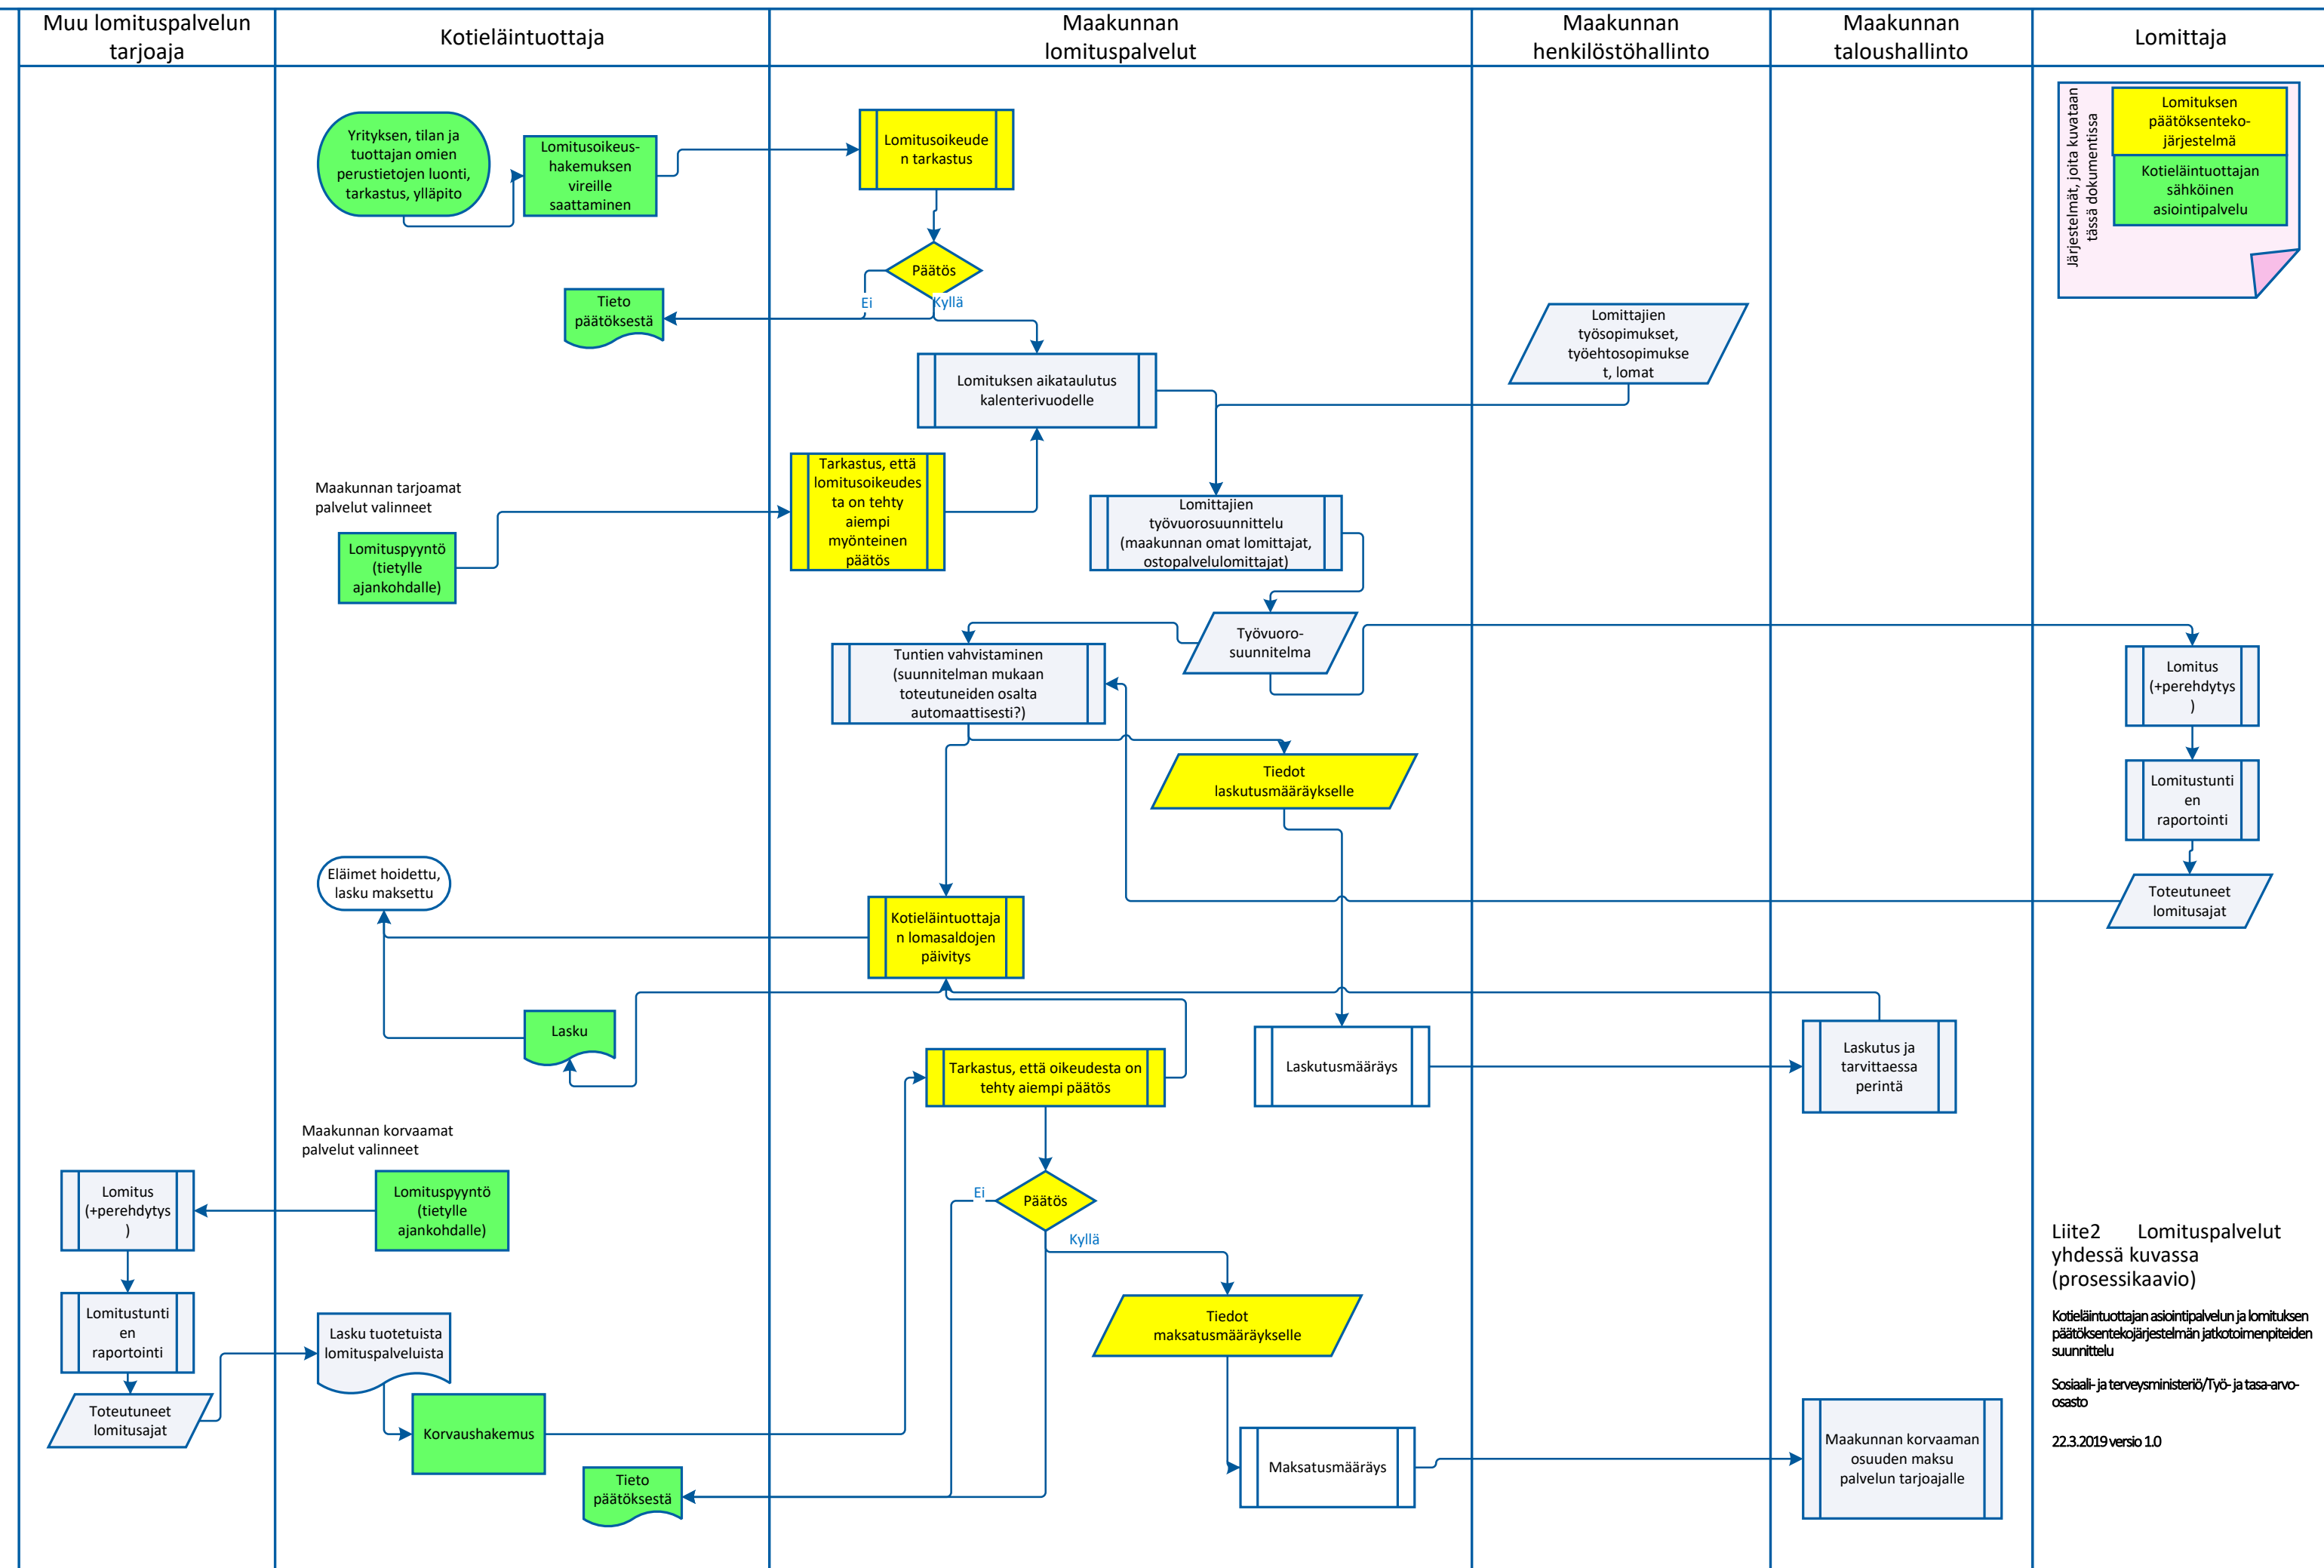 Muu lomituspalvelun
tarjoaja
Kotieläintuottaja
Maakunnan
lomituspalvelut
Maakunnan
henkilöstöhallinto
Maakunnan
taloushallinto
Lomittaja
Yrityksen, tilan ja
tuottajan omien
perustietojen luonti,
tarkastus, ylläpito
Lomitusoikeus-
hakemuksen
vireille
saattaminen
Lomitusoikeude
n tarkastus
Järjestelmät, joita kuvataan
tässä dokumentissa
Lomituksen
päätöksenteko-
järjestelmä
Kotieläintuottajan
sähköinen
asiointipalvelu
Päätös
Ei
Kyllä
Tieto
päätöksestä
Lomittajien
työsopimukset,
työehtosopimukse
t, lomat
Lomituksen aikataulutus
kalenterivuodelle
Maakunnan tarjoamat
palvelut valinneet
Lomituspyyntö
(tietylle
ajankohdalle)
Tarkastus, että
lomitusoikeudes
ta on tehty
aiempi
myönteinen
päätös
Lomittajien
työvuorosuunnittelu
(maakunnan omat lomittajat,
ostopalvelulomittajat)
Työvuoro-
suunnitelma
Tuntien vahvistaminen
(suunnitelman mukaan
toteutuneiden osalta
automaattisesti?)
Lomitus
(+perehdytys
)
Tiedot
laskutusmääräykselle
Lomitustunti
en
raportointi
Eläimet hoidettu,
lasku maksettu
Toteutuneet
lomitusajat
Kotieläintuottaja
n lomasaldojen
päivitys
Lasku
Tarkastus, että oikeudesta on
tehty aiempi päätös
Laskutusmääräys
Laskutus ja
tarvittaessa
perintä
Maakunnan korvaamat
palvelut valinneet
Lomitus
(+perehdytys
)
Lomituspyyntö
(tietylle
ajankohdalle)
Ei
Päätös
Kyllä
Lomitustunti
en
raportointi
Lasku tuotetuista
lomituspalveluista
Tiedot
maksatusmääräykselle
Toteutuneet
lomitusajat
Korvaushakemus
Tieto
päätöksestä
Maksatusmääräys
Maakunnan korvaaman
osuuden maksu
palvelun tarjoajalle
Liite2 Lomituspalvelut
yhdessä kuvassa
(prosessikaavio)
Kotieläintuottajan asiointipalvelun ja lomituksen
päätöksentekojärjestelmän jatkotoimenpiteiden
suunnittelu
Sosiaali- ja terveysministeriö/Työ- ja tasa-arvo-
osasto
22.3.2019 versio 1.0